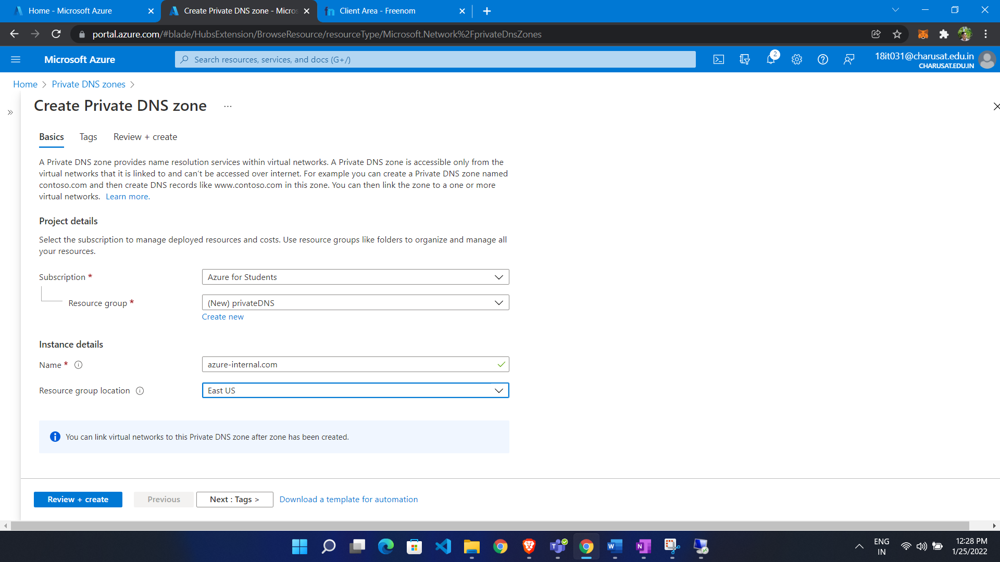 Home - Microsoft Azure
Create Private DNS zone - Micros
Client Area - Freenom
portal.azure.com/#blade/HubsExtension/BrowseResource/resourceType/Microsoft.Network%2FprivateDnsZones
Microsoft Azure
Search resources, services, and docs (G+/)
2
18it031@charusat.edu.in
CHARUSAT.EDU.IN
Home > Private DNS zones >
Create Private DNS zone ...
Basics Tags Review + create
A Private DNS zone provides name resolution services within virtual networks. A Private DNS zone is accessible only from the
virtual networks that it is linked to and can't be accessed over internet. For example you can create a Private DNS zone named
contoso.com and then create DNS records like www.contoso.com in this zone. You can then link the zone to a one or more
virtual networks. Learn more.
Project details
Select the subscription to manage deployed resources and costs. Use resource groups like folders to organize and manage all
your resources.
Subscription * Azure for Students
Resource group * (New) privateDNS
Create new
Instance details
Name * azure-internal.com
Resource group location East US
You can link virtual networks to this Private DNS zone after zone has been created.
Review + create Previous Next : Tags > Download a template for automation
ENG
IN
12:28 PM
1/25/2022